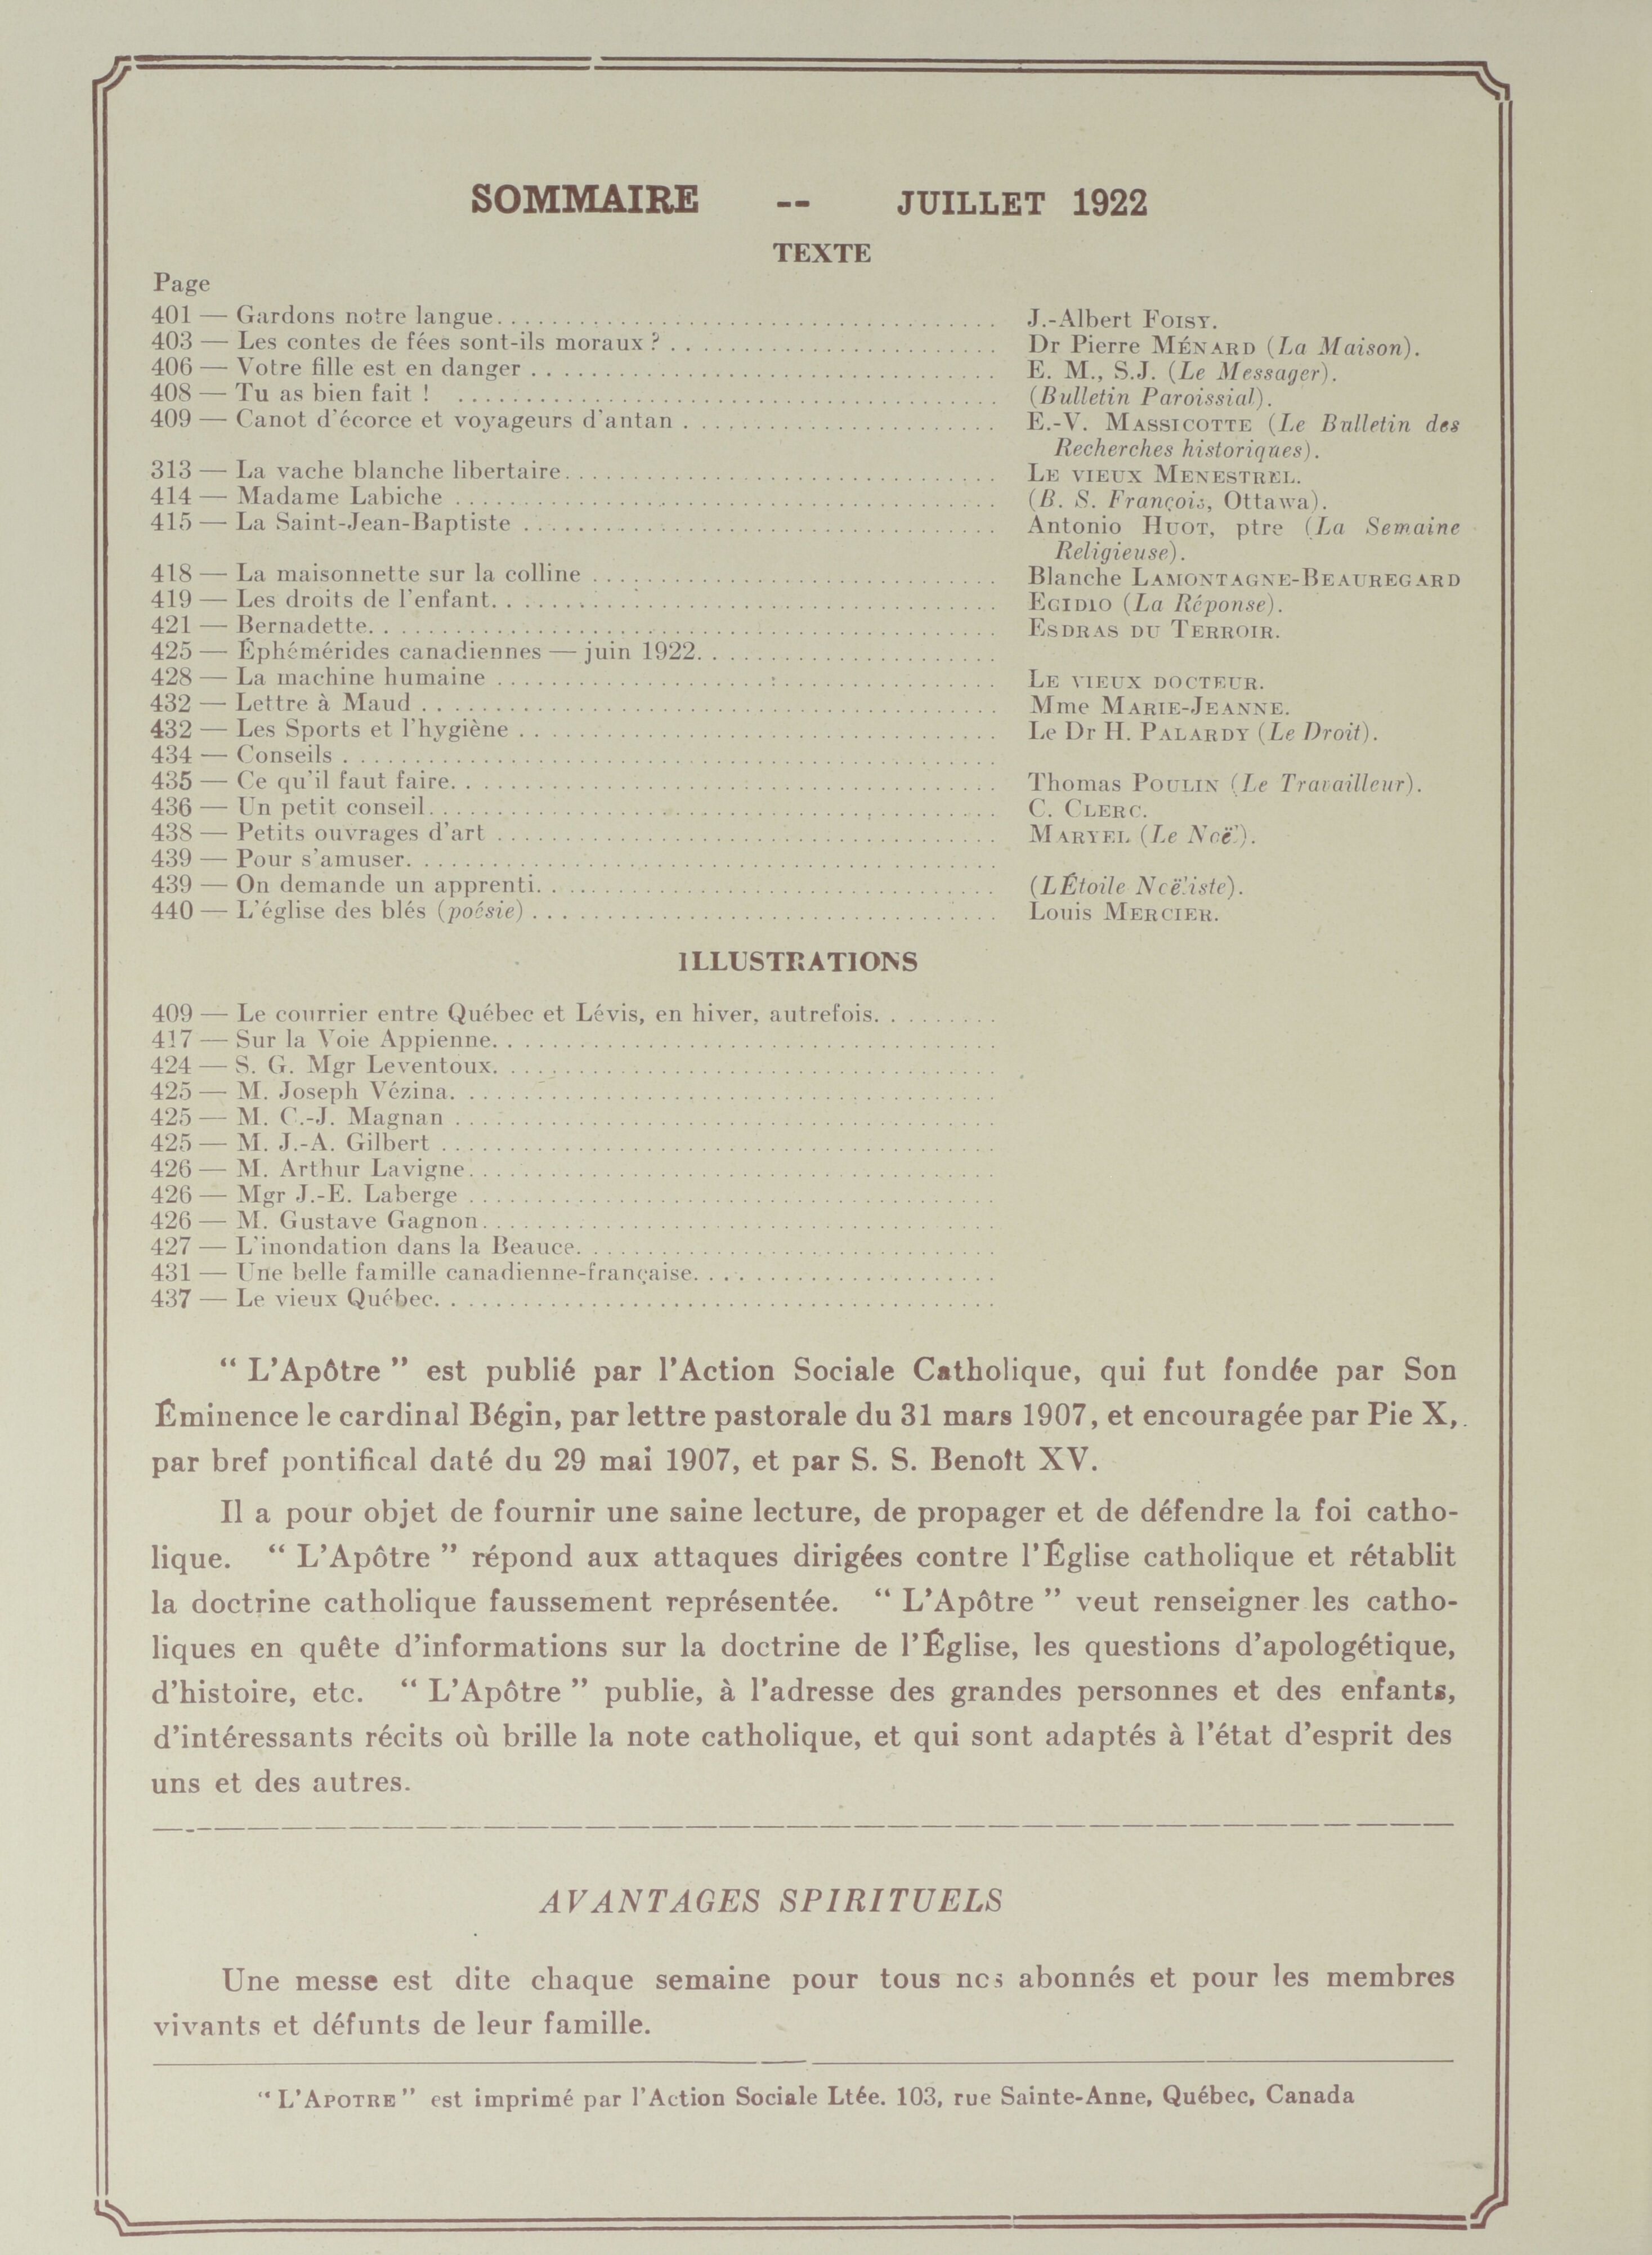 SOMMAIRE -- JUILLET 1922
TEXTE
Page
401 — Gardons notre langue. J.-Albert FOISY.
403 — Les contes de fées sont-ils moraux ? Dr Pierre MÉNARD (La Maison).
406 — Votre fille est en danger E. M., S.J. (Le Messager).
408 — Tu as bien fait ! (Bulletin Paroissial).
409 — Canot d'écorce et voyageurs d'antan E.-V. MASSICOTTE (Le Bulletin des
Recherches historiques).
313 — La vache blanche libertaire. LE VIEUX MENESTREL.
414 — Madame Labiche (B. S. François, Ottawa).
415 — La Saint-Jean-Baptiste Antonio HUOT, ptre (La Semaine
Religieuse).
418 — La maisonnette sur la colline Blanche LAMONTAGNE-BEAUREGARD
419 — Les droits de l'enfant. EGIDIO (La Réponse).
421 — Bernadette. ESDRAS DU TERROIR.
425 — Éphémérides canadiennes — juin 1922.
428 — La machine humaine LE VIEUX DOCTEUR.
432 — Lettre à Maud Mme MARIE-JEANNE.
432 — Les Sports et l'hygiène Le Dr H. PALARDY (Le Droit).
434 — Conseils
435 — Ce qu'il faut faire. Thomas POULIN (Le Travailleur).
436 — Un petit conseil. C. CLERC.
438 — Petits ouvrages d'art MARYEL (Le Noël).
439 — Pour s'amuser.
439 — On demande un apprenti. (LÉtoile Noëliste).
440 — L'église des blés (poésie) Louis MERCIER.
ILLUSTRATIONS
409 — Le courrier entre Québec et Lévis, en hiver, autrefois.
417 — Sur la Voie Appienne.
424 — S. G. Mgr Leventoux.
425 — M. Joseph Vézina.
425 — M. C.-J. Magnan
425 — M. J.-A. Gilbert
426 — M. Arthur Lavigne.
426 — Mgr J.-E. Laberge
426 — M. Gustave Gagnon.
427 — L'inondation dans la Beauce.
431 — Une belle famille canadienne-française.
437 — Le vieux Québec.
“ L'Apôtre ” est publié par l'Action Sociale Catholique, qui fut fondée par Son
Éminence le cardinal Bégin, par lettre pastorale du 31 mars 1907, et encouragée par Pie X,
par bref pontifical daté du 29 mai 1907, et par S. S. Benoît XV.
Il a pour objet de fournir une saine lecture, de propager et de défendre la foi catho-
lique. “ L'Apôtre ” répond aux attaques dirigées contre l'Église catholique et rétablit
la doctrine catholique faussement représentée. “ L'Apôtre ” veut renseigner les catho-
liques en quête d'informations sur la doctrine de l'Église, les questions d'apologétique,
d'histoire, etc. “ L'Apôtre ” publie, à l'adresse des grandes personnes et des enfants,
d'intéressants récits où brille la note catholique, et qui sont adaptés à l'état d'esprit des
uns et des autres.
AVANTAGES SPIRITUELS
Une messe est dite chaque semaine pour tous nos abonnés et pour les membres
vivants et défunts de leur famille.
“ L'APOTRE ” est imprimé par l'Action Sociale Ltée. 103, rue Sainte-Anne, Québec, Canada